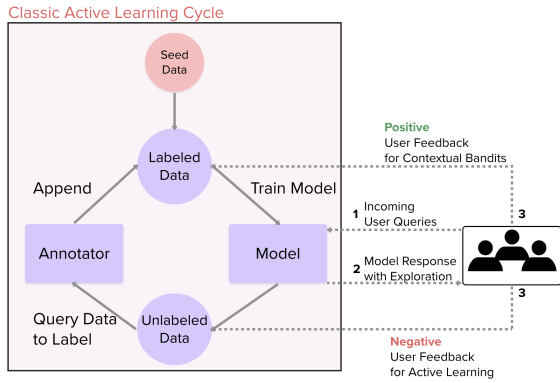 Classic Active Learning Cycle
Seed
Data
Labeled
Data
Append
Train Model
Annotator
Model
Query Data
to Label
Unlabeled
Data
Positive
User Feedback
for Contextual Bandits
1 Incoming
User Queries
3
2 Model Response
with Exploration
3
Negative
User Feedback
for Active Learning